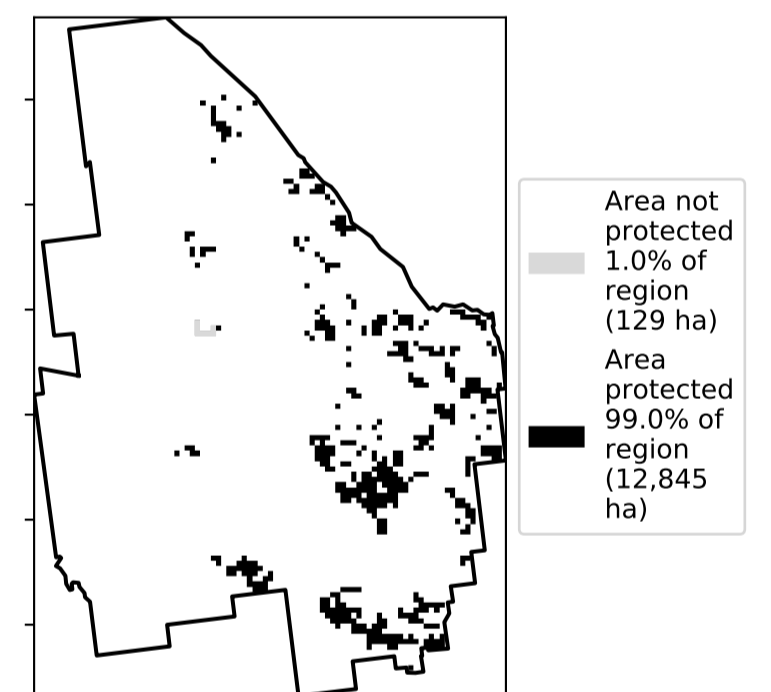 Area not
protected
1.0% of
region
(129 ha)
Area
protected
99.0% of
region
(12,845
ha)